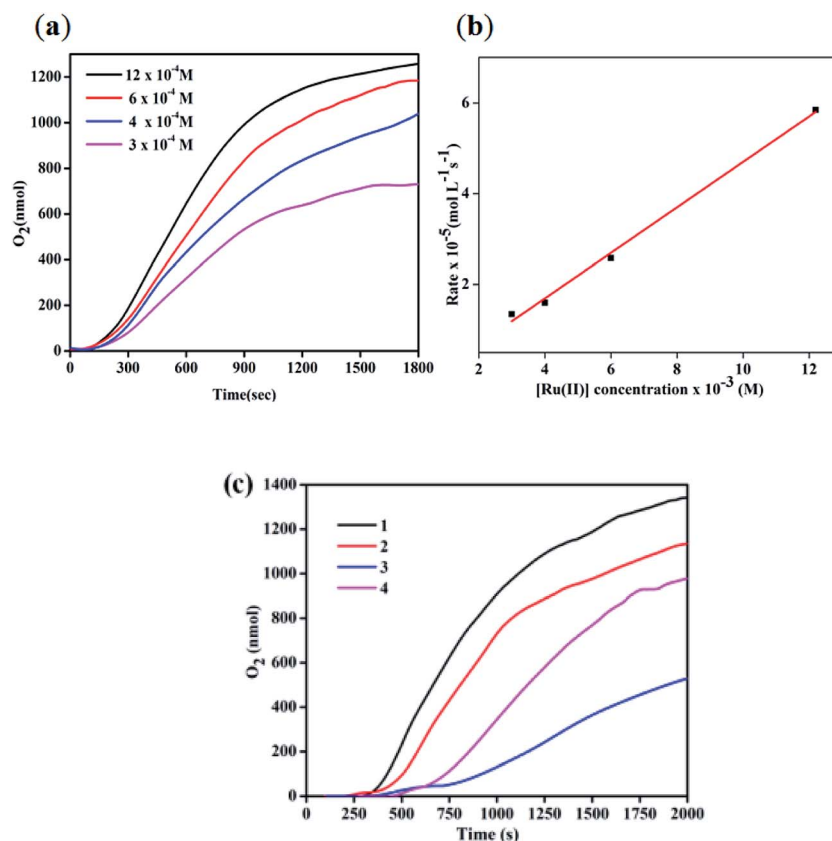 (a)
1200
1000
800
600
400
200
0
O₂(nmol)
12 x 10⁻⁴M
6 x 10⁻⁴ M
4 x 10⁻⁴M
3 x 10⁻⁴ M
0 300 600 900 1200 1500 1800
Time(sec)
(b)
6
4
2
Rate x 10⁻⁵(mol L⁻¹s⁻¹)
2 4 6 8 10 12
[Ru(II)] concentration x 10⁻³ (M)
(c)
1400
1200
1000
800
600
400
200
0
O₂ (nmol)
1
2
3
4
0 250 500 750 1000 1250 1500 1750 2000
Time (s)